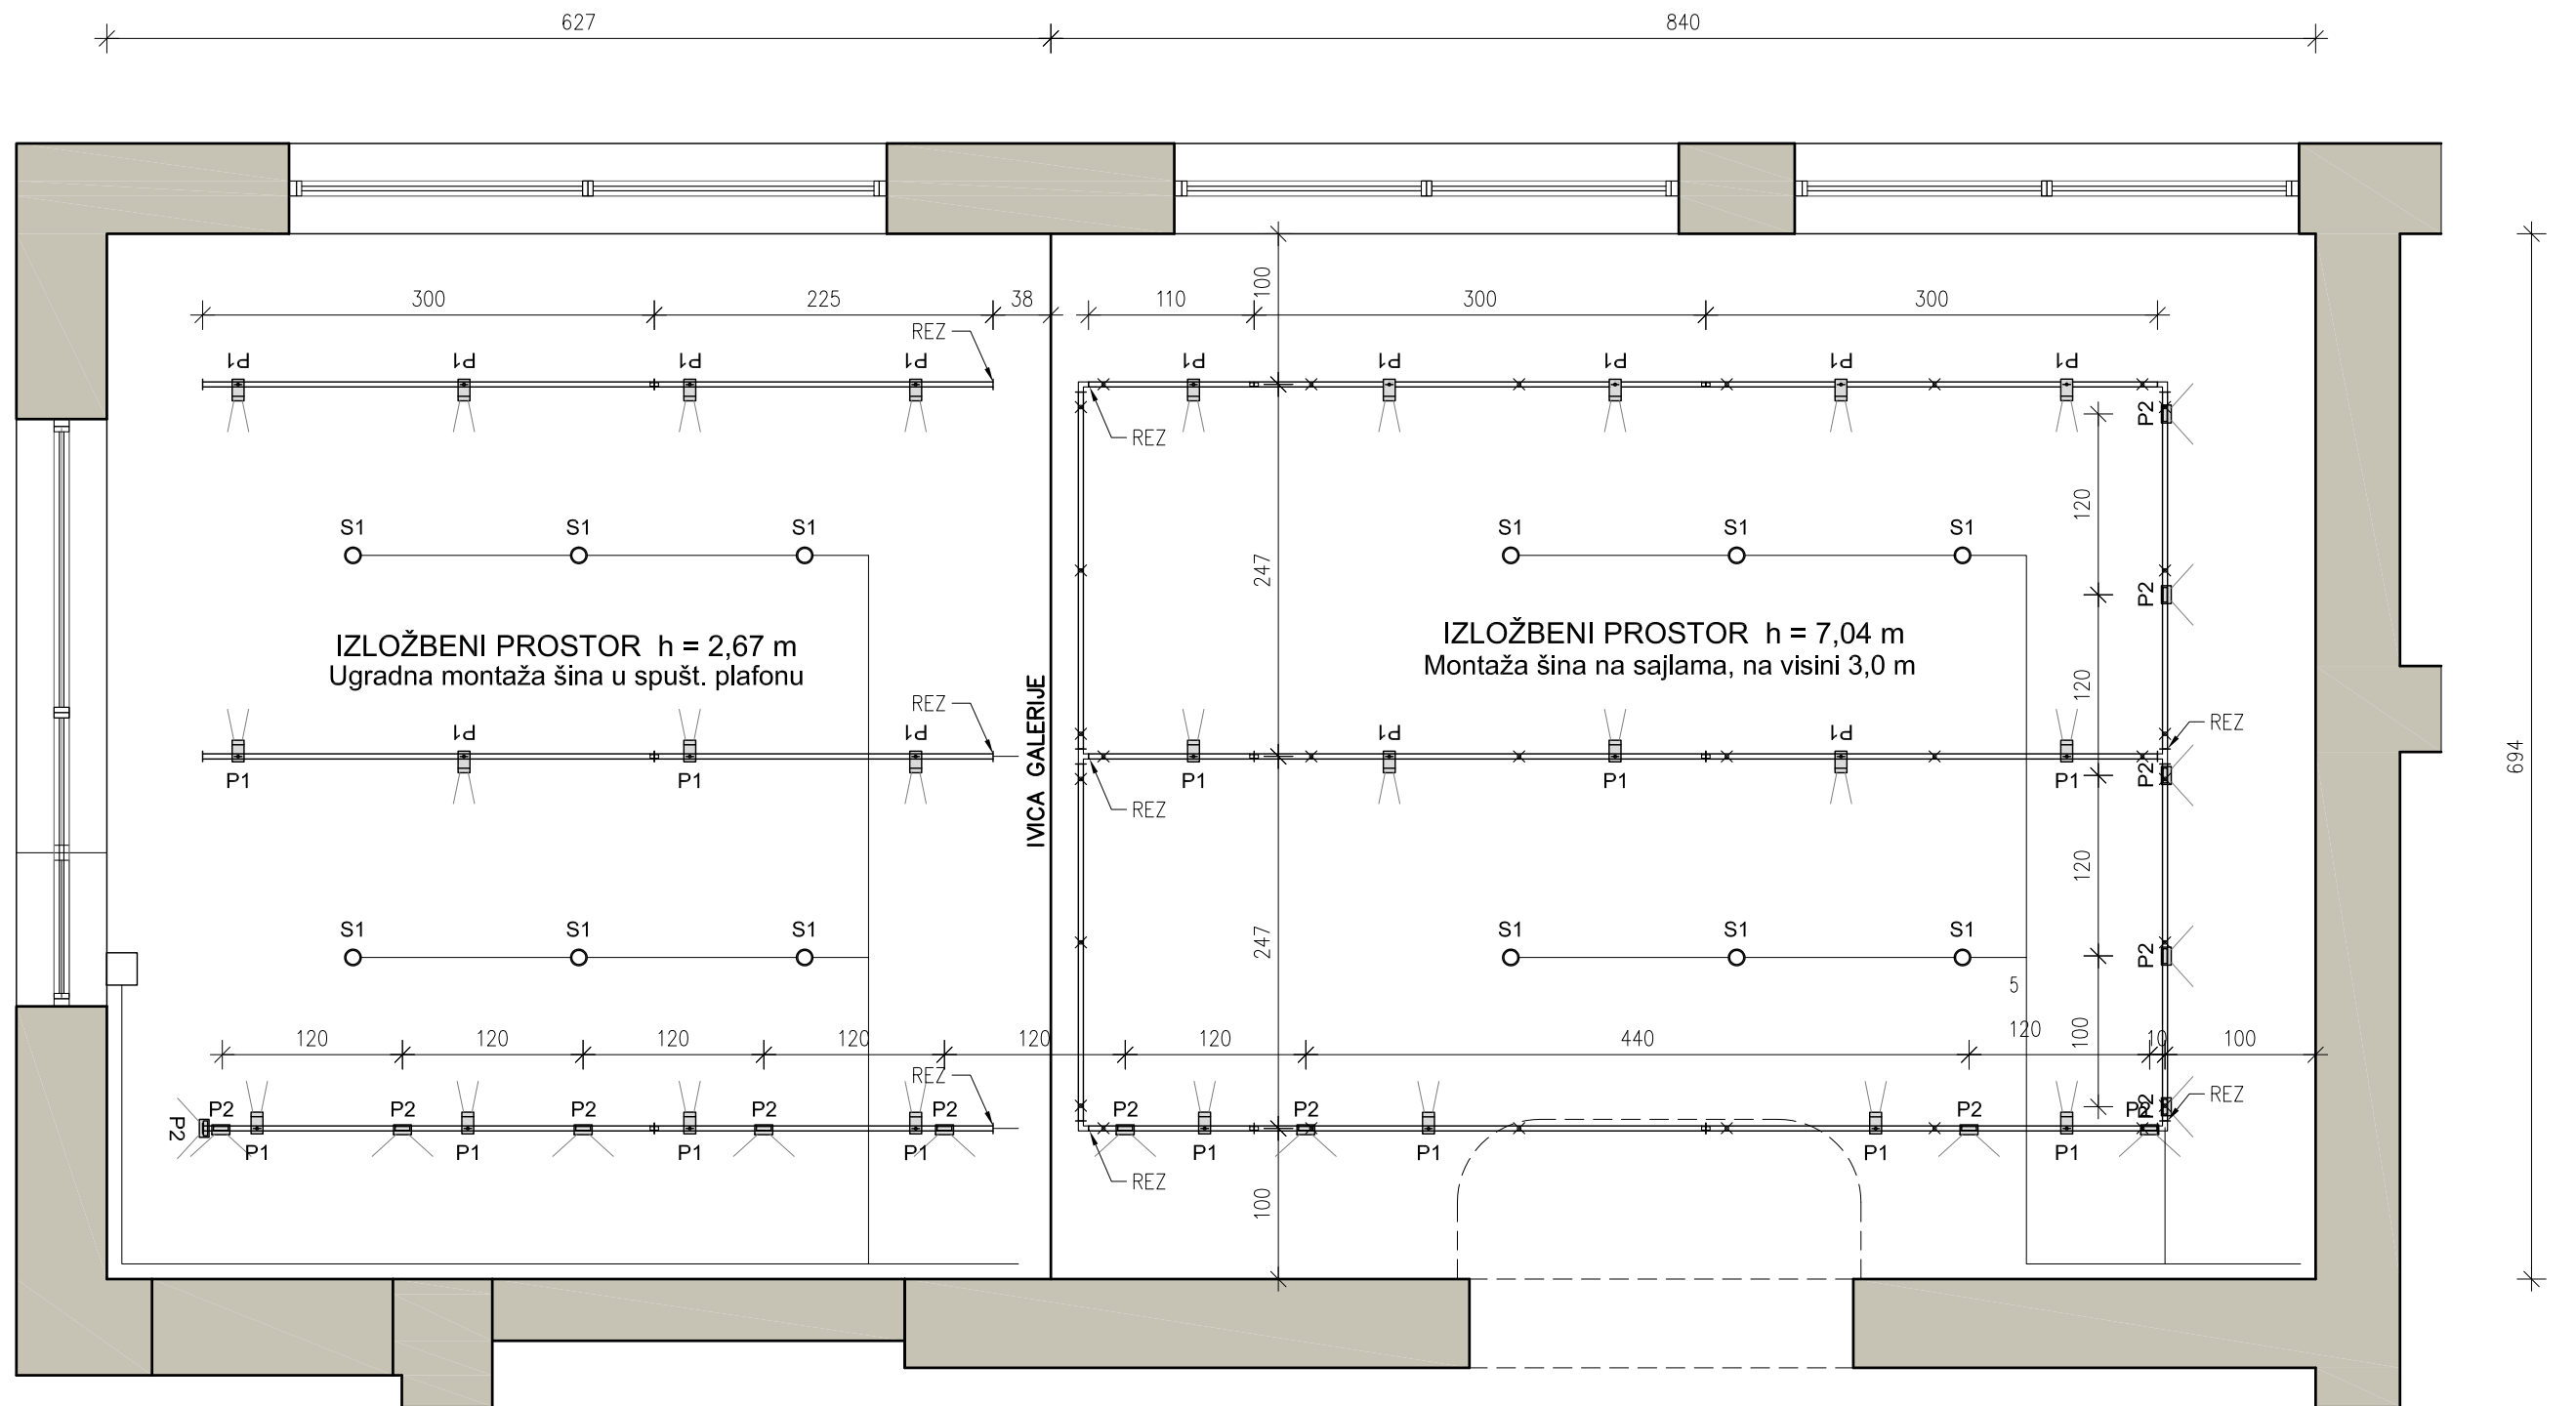 627
840
100
300
225
38
110
300
300
REZ
P1
P1
P1
P1
P1
P1
P1
P1
P1
REZ
P2
120
S1
S1
S1
S1
S1
S1
247
P2
IZLOŽBENI PROSTOR h = 2,67 m
Ugradna montaža šina u spušt. plafonu
IZLOŽBENI PROSTOR h = 7,04 m
Montaža šina na sajlama, na visini 3,0 m
IVICA GALERIJE
120
REZ
REZ
P1
P1
P1
P1
P2
P1
P1
P1
P1
P1
REZ
694
120
S1
S1
S1
S1
S1
S1
247
P2
5
120
120
120
120
120
120
440
120
100
10
100
REZ
P2
P2
P2
P2
P2
P2
P2
P2
P2
P2
P2
REZ
P1
P1
P1
P1
P1
P1
P1
P1
REZ
100